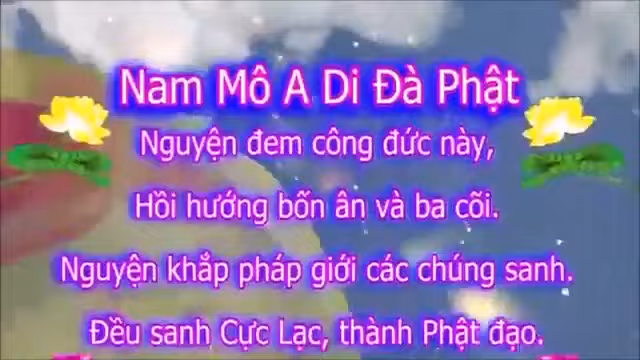 Nam Mô A Di Đà Phật
Nguyện đem công đức này,
Hồi hướng bốn ân và ba cõi.
Nguyện khắp pháp giới các chúng sanh.
Đều sanh Cực Lạc, thành Phật đạo.